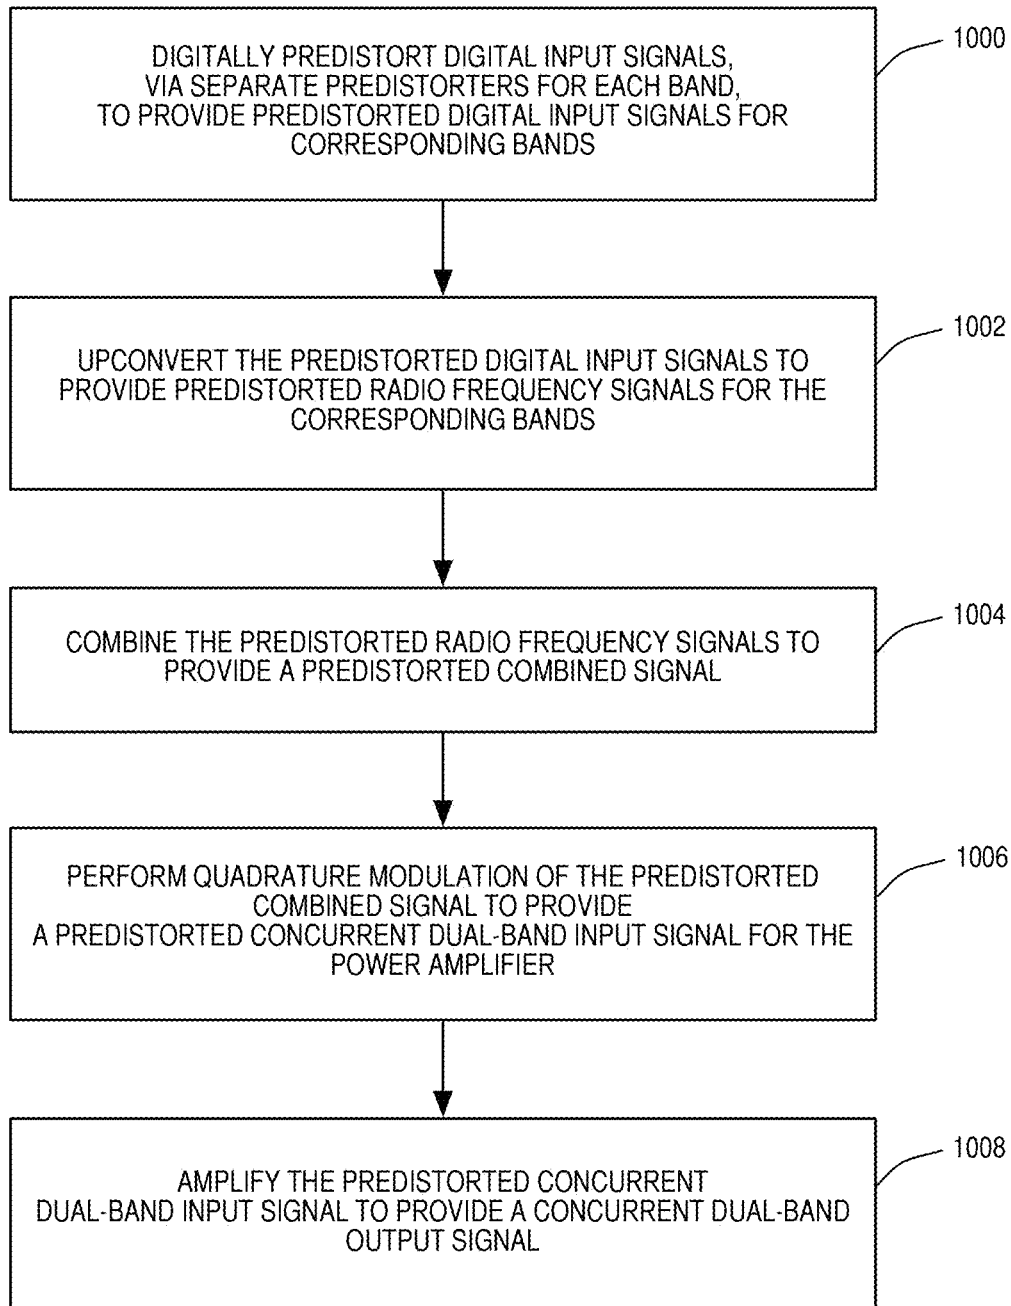 DIGITALLY PREDISTORT DIGITAL INPUT SIGNALS,
VIA SEPARATE PREDISTORTERS FOR EACH BAND,
TO PROVIDE PREDISTORTED DIGITAL INPUT SIGNALS FOR
CORRESPONDING BANDS
1000
UPCONVERT THE PREDISTORTED DIGITAL INPUT SIGNALS TO
PROVIDE PREDISTORTED RADIO FREQUENCY SIGNALS FOR THE
CORRESPONDING BANDS
1002
COMBINE THE PREDISTORTED RADIO FREQUENCY SIGNALS TO
PROVIDE A PREDISTORTED COMBINED SIGNAL
1004
PERFORM QUADRATURE MODULATION OF THE PREDISTORTED
COMBINED SIGNAL TO PROVIDE
A PREDISTORTED CONCURRENT DUAL-BAND INPUT SIGNAL FOR THE
POWER AMPLIFIER
1006
AMPLIFY THE PREDISTORTED CONCURRENT
DUAL-BAND INPUT SIGNAL TO PROVIDE A CONCURRENT DUAL-BAND
OUTPUT SIGNAL
1008